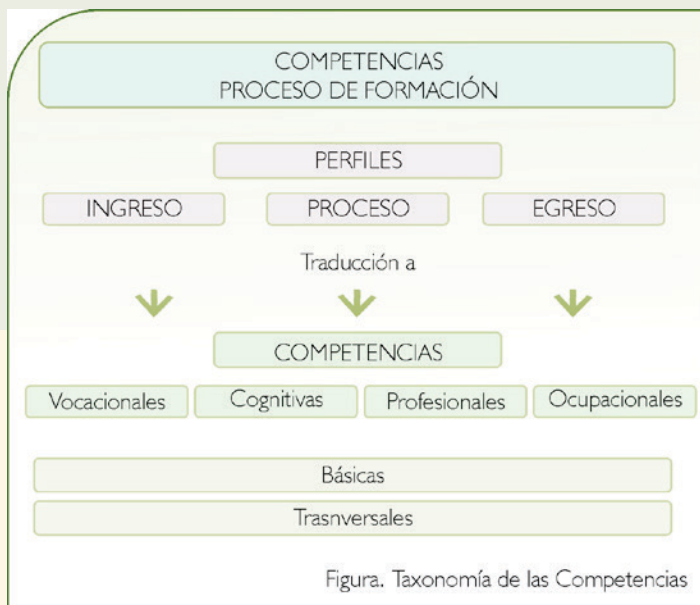 COMPETENCIAS
PROCESO DE FORMACIÓN
PERFILES
INGRESO PROCESO EGRESO
Traducción a
COMPETENCIAS
Vocacionales Cognitivas Profesionales Ocupacionales
Básicas
Trasnversales
Figura. Taxonomía de las Competencias